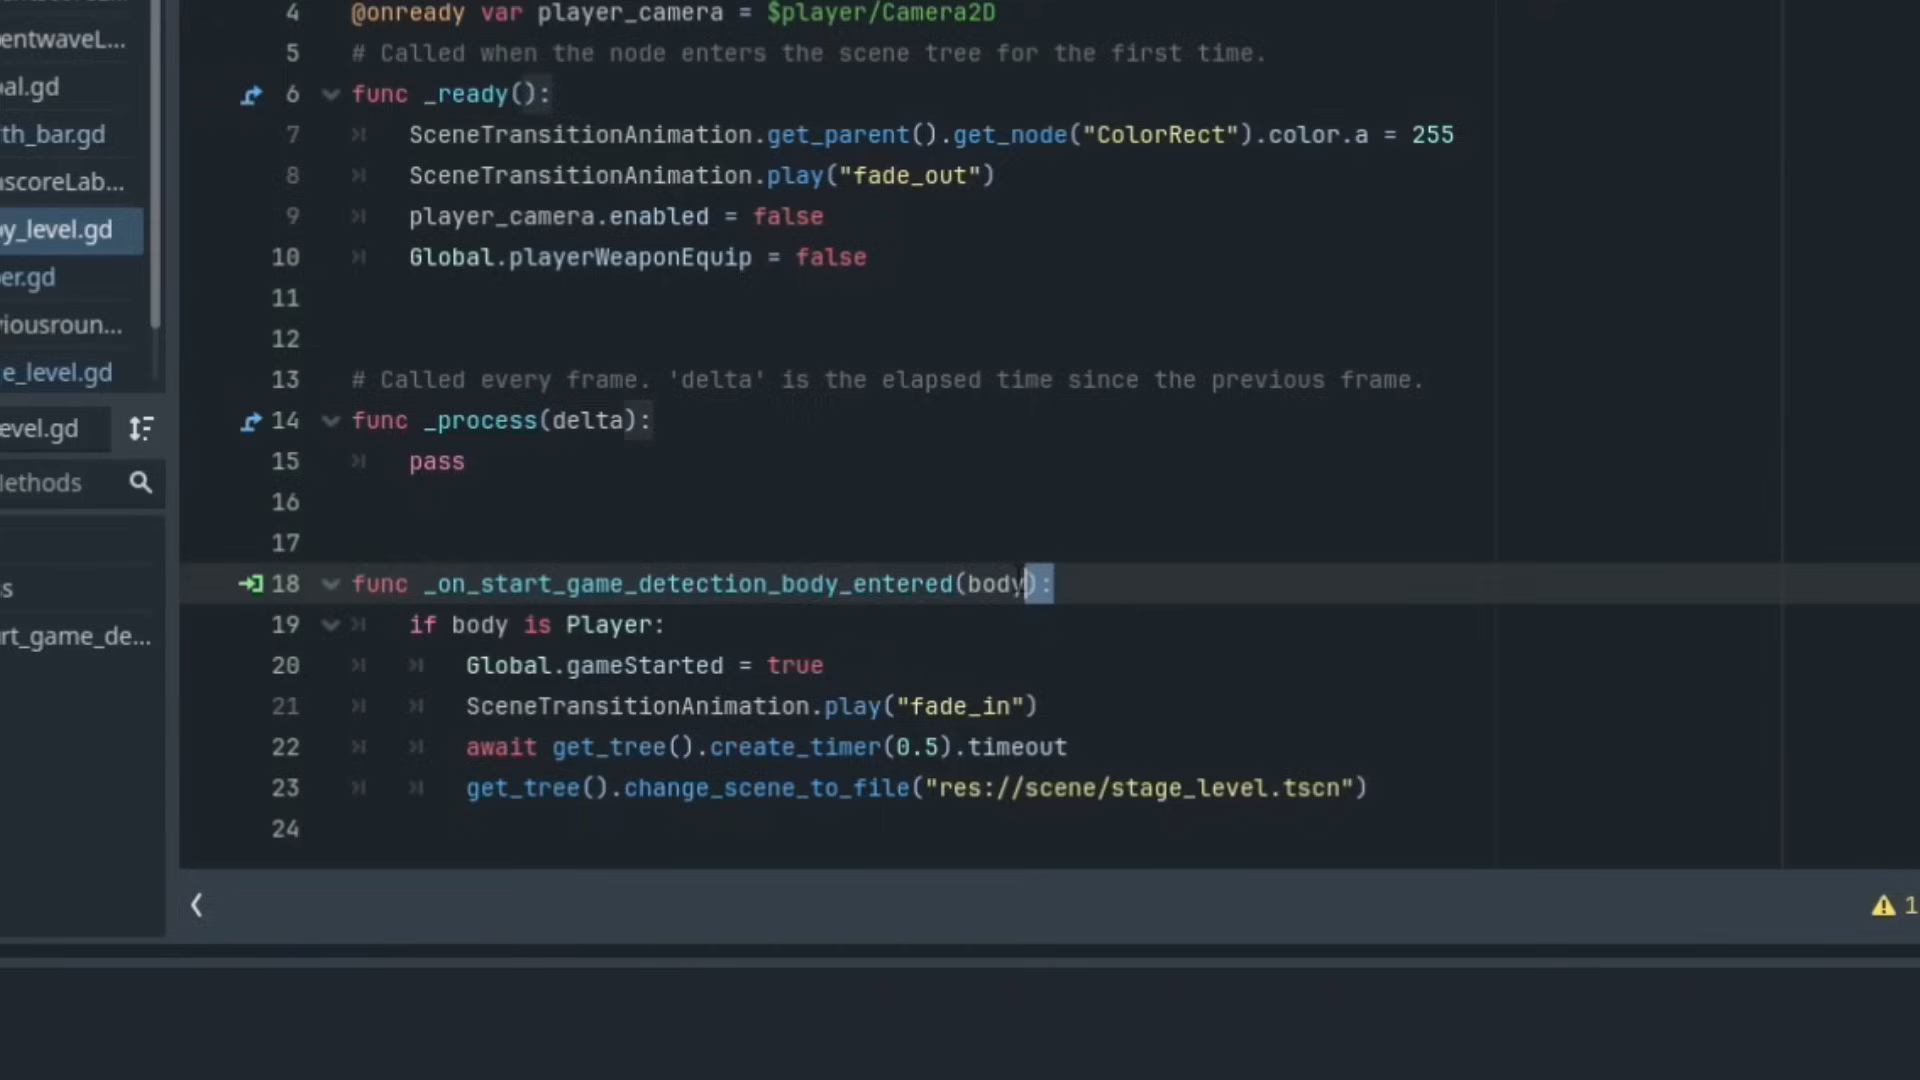 entwaveL...
al.gd
th_bar.gd
scoreLab...
y_level.gd
er.gd
viousroun...
e_level.gd
evel.gd
ethods
s
rt_game_de...
4 @onready var player_camera = $player/Camera2D
5 # Called when the node enters the scene tree for the first time.
6 func _ready():
7 SceneTransitionAnimation.get_parent().get_node("ColorRect").color.a = 255
8 SceneTransitionAnimation.play("fade_out")
9 player_camera.enabled = false
10 Global.playerWeaponEquip = false
11
12
13 # Called every frame. 'delta' is the elapsed time since the previous frame.
14 func _process(delta):
15 pass
16
17
18 func _on_start_game_detection_body_entered(body):
19 if body is Player:
20 Global.gameStarted = true
21 SceneTransitionAnimation.play("fade_in")
22 await get_tree().create_timer(0.5).timeout
23 get_tree().change_scene_to_file("res://scene/stage_level.tscn")
24
1